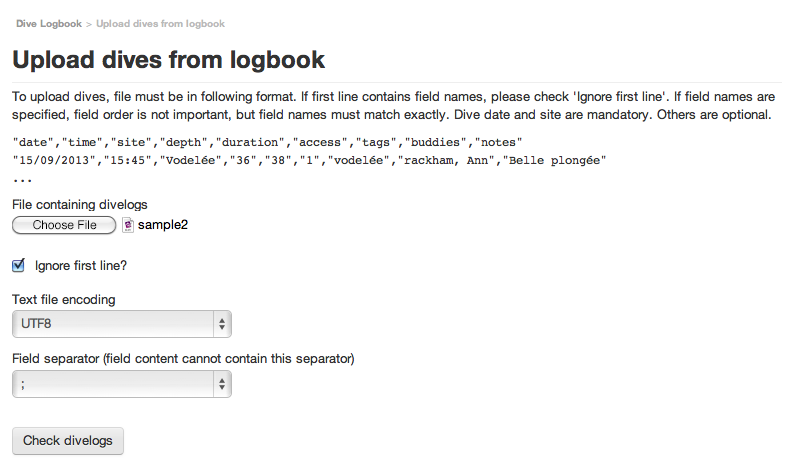 Dive Logbook > Upload dives from logbook
Upload dives from logbook
To upload dives, file must be in following format. If first line contains field names, please check 'Ignore first line'. If field names are
specified, field order is not important, but field names must match exactly. Dive date and site are mandatory. Others are optional.
"date","time","site","depth","duration","access","tags","buddies","notes"
"15/09/2013","15:45","Vodelée","36","38","1","vodelée","rackham, Ann","Belle plongée"
...
File containing divelogs
Choose File sample2
Ignore first line?
Text file encoding
UTF8
Field separator (field content cannot contain this separator)
;
Check divelogs